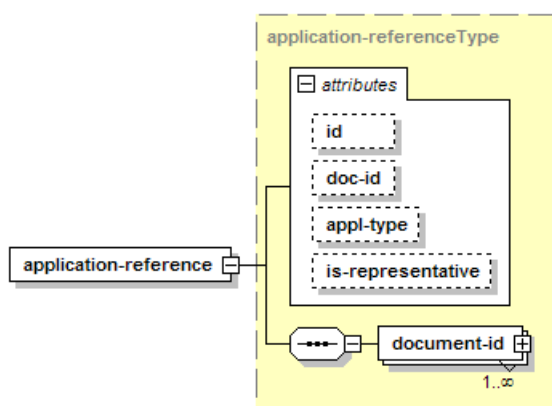 application-referenceType
attributes
id
doc-id
appl-type
is-representative
application-reference
document-id
1..∞